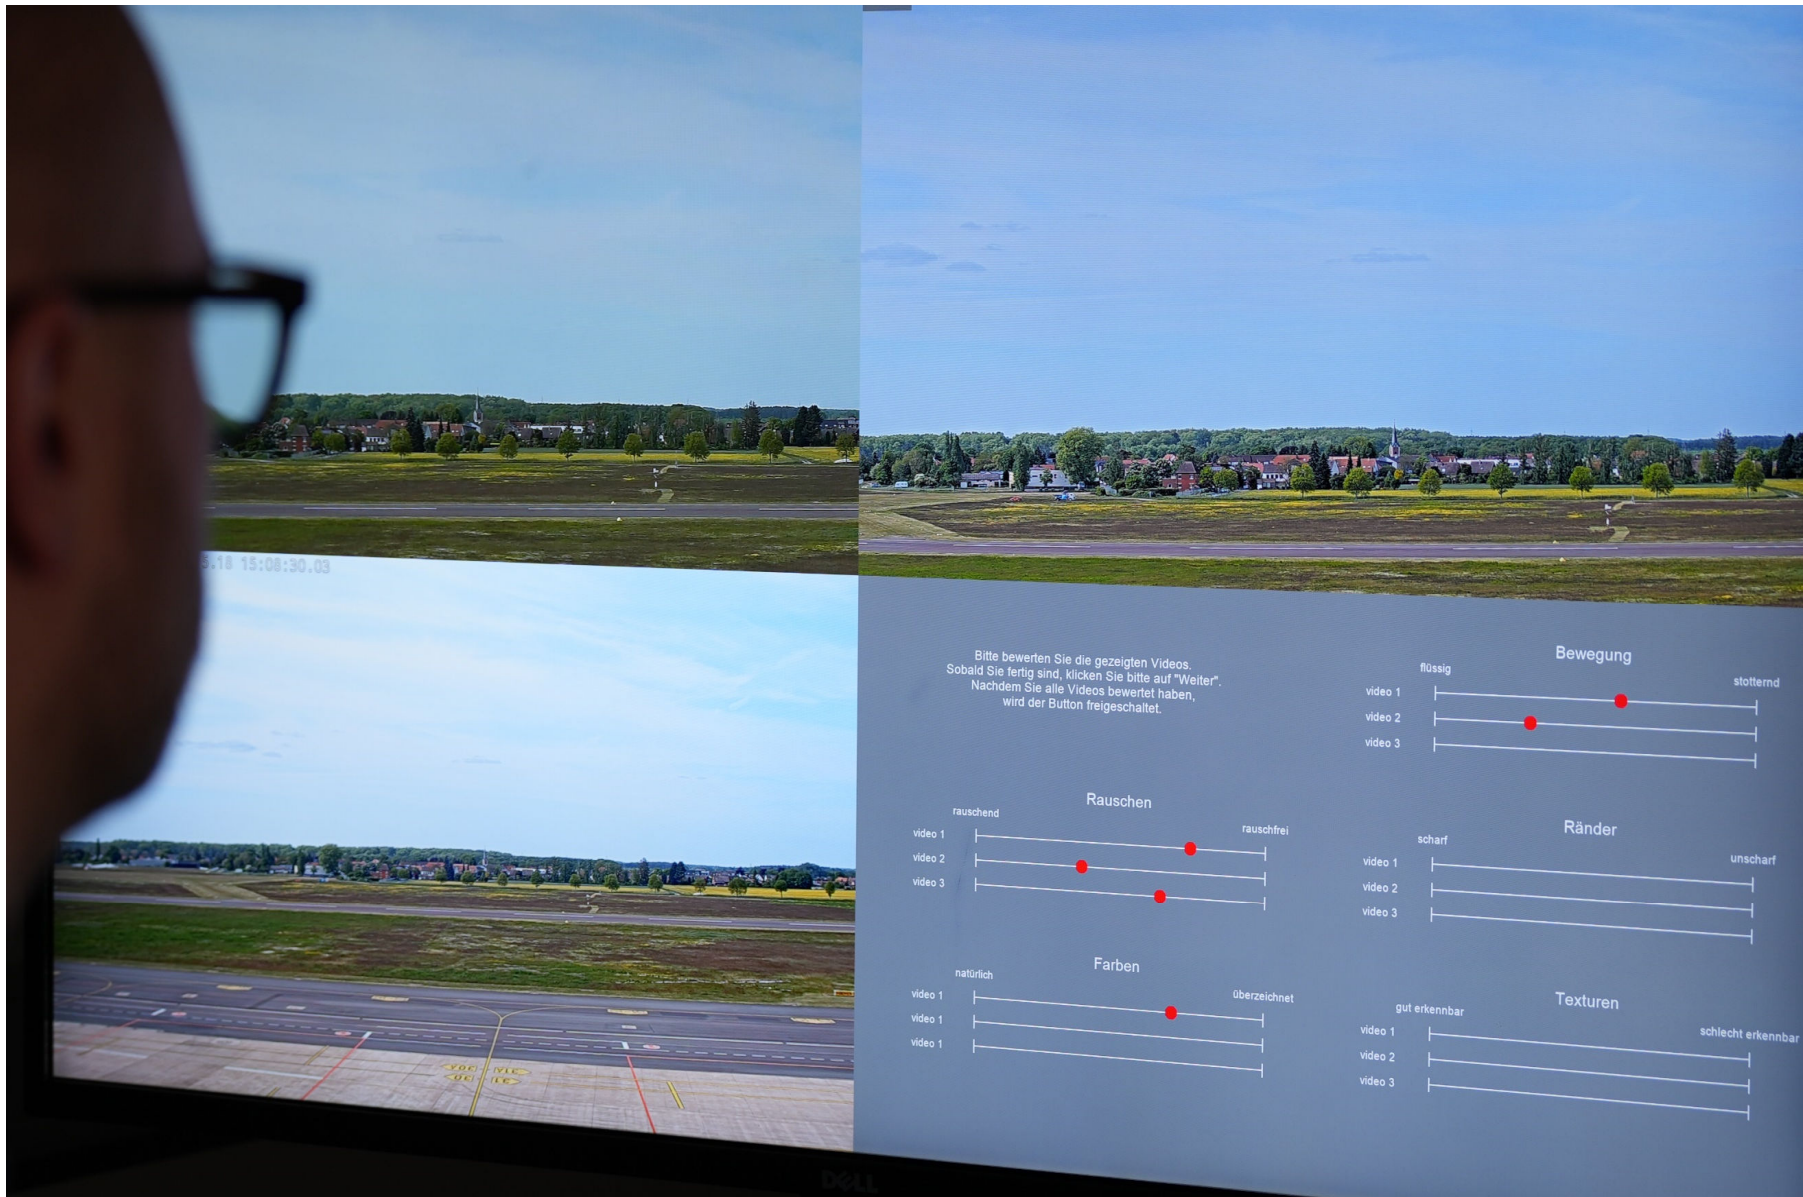 5.18 15:08:30.03
Bitte bewerten Sie die gezeigten Videos.
Sobald Sie fertig sind, klicken Sie bitte auf "Weiter".
Nachdem Sie alle Videos bewertet haben,
wird der Button freigeschaltet.
Bewegung
flüssig stotternd
video 1
video 2
video 3
Rauschen
rauschend rauschfrei
video 1
video 2
video 3
Ränder
scharf unscharf
video 1
video 2
video 3
Farben
natürlich überzeichnet
video 1
video 1
video 1
Texturen
gut erkennbar schlecht erkennbar
video 1
video 2
video 3
DELL